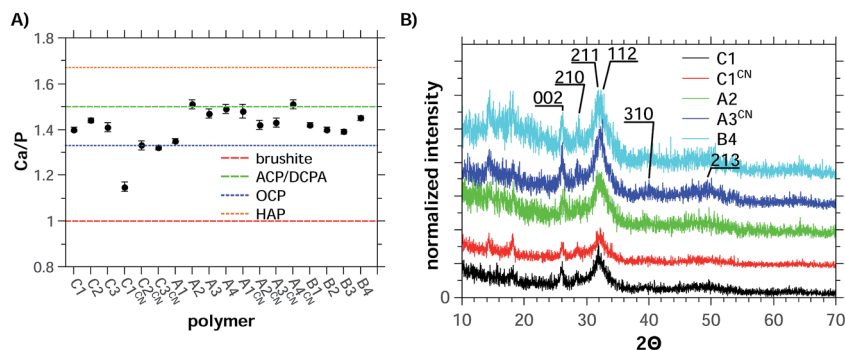 A)
Ca/P
1.8
1.6
1.4
1.2
1
0.8
brushite
ACP/DCPA
OCP
HAP
C1
C2
C3
C1CN
C2CN
C3CN
A1
A2
A3
A4
A1CN
A2CN
A3CN
A4CN
B1
B2
B3
B4
polymer
B)
normalized intensity
0
002
210
211
112
310
213
C1
C1CN
A2
A3CN
B4
10
20
30
40
50
60
70
2Θ